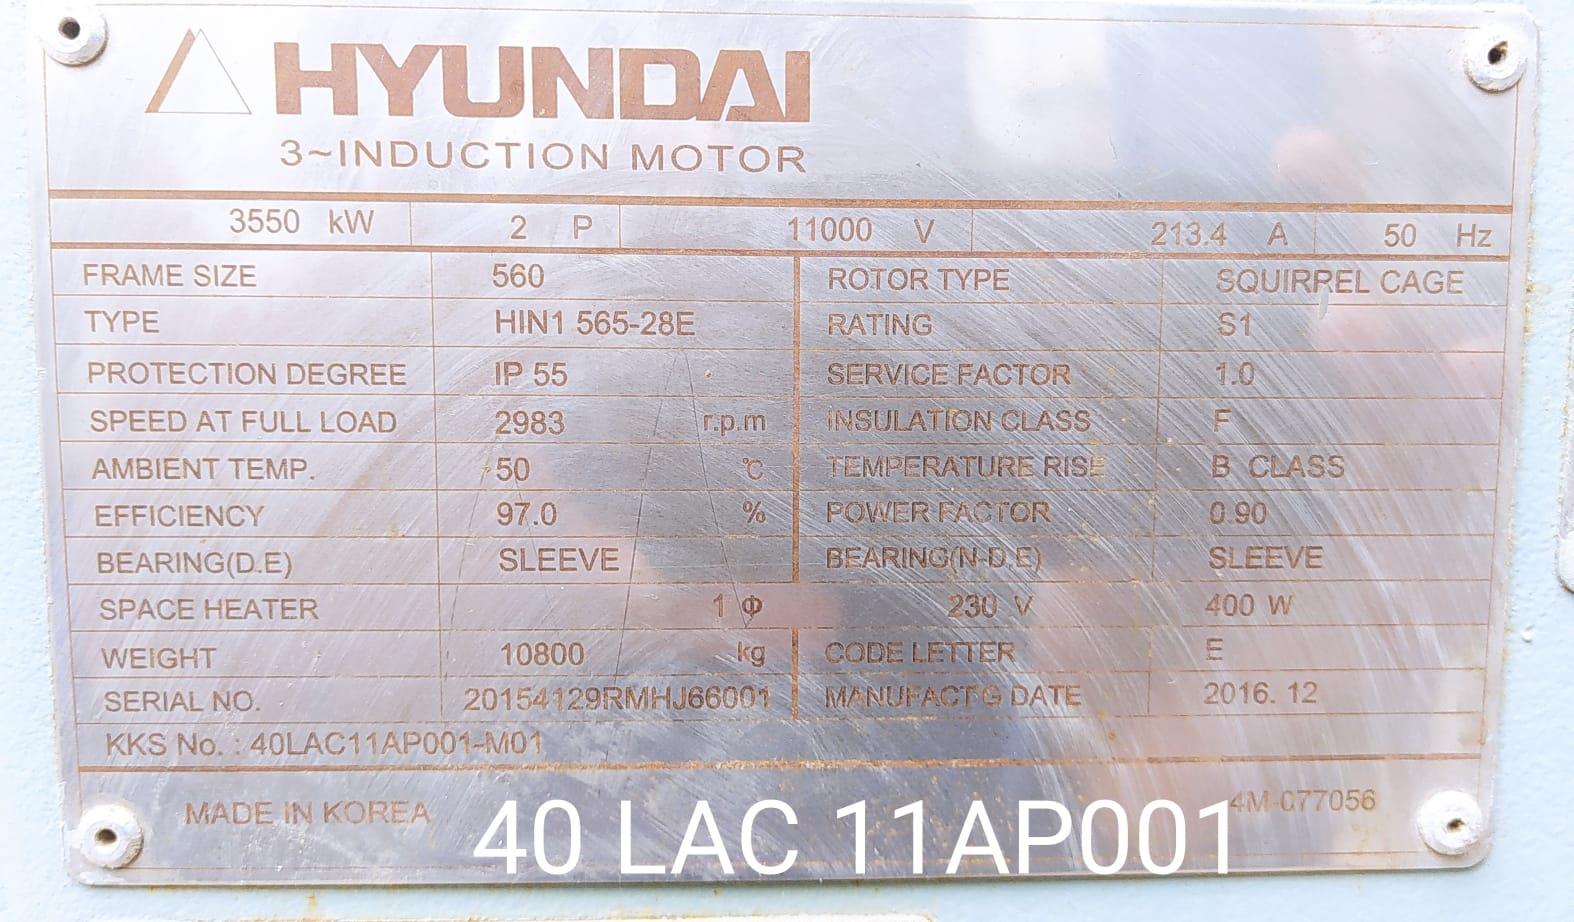 HYUNDAI
3~INDUCTION MOTOR
3550 kW 2 P 11000 V 213.4 A 50 Hz
FRAME SIZE 560 ROTOR TYPE SQUIRREL CAGE
TYPE HIN1 565-28E RATING S1
PROTECTION DEGREE IP 55 SERVICE FACTOR 1.0
SPEED AT FULL LOAD 2983 r.p.m INSULATION CLASS F
AMBIENT TEMP. 50 ℃ TEMPERATURE RISE B CLASS
EFFICIENCY 97.0 % POWER FACTOR 0.90
BEARING(D.E) SLEEVE BEARING(N-D.E) SLEEVE
SPACE HEATER 1 Φ 230 V 400 W
WEIGHT 10800 kg CODE LETTER E
SERIAL NO. 20154129RMHJ66001 MANUFACT'G DATE 2016. 12
KKS No. : 40LAC11AP001-M01
MADE IN KOREA 4M-077056
40 LAC 11AP001